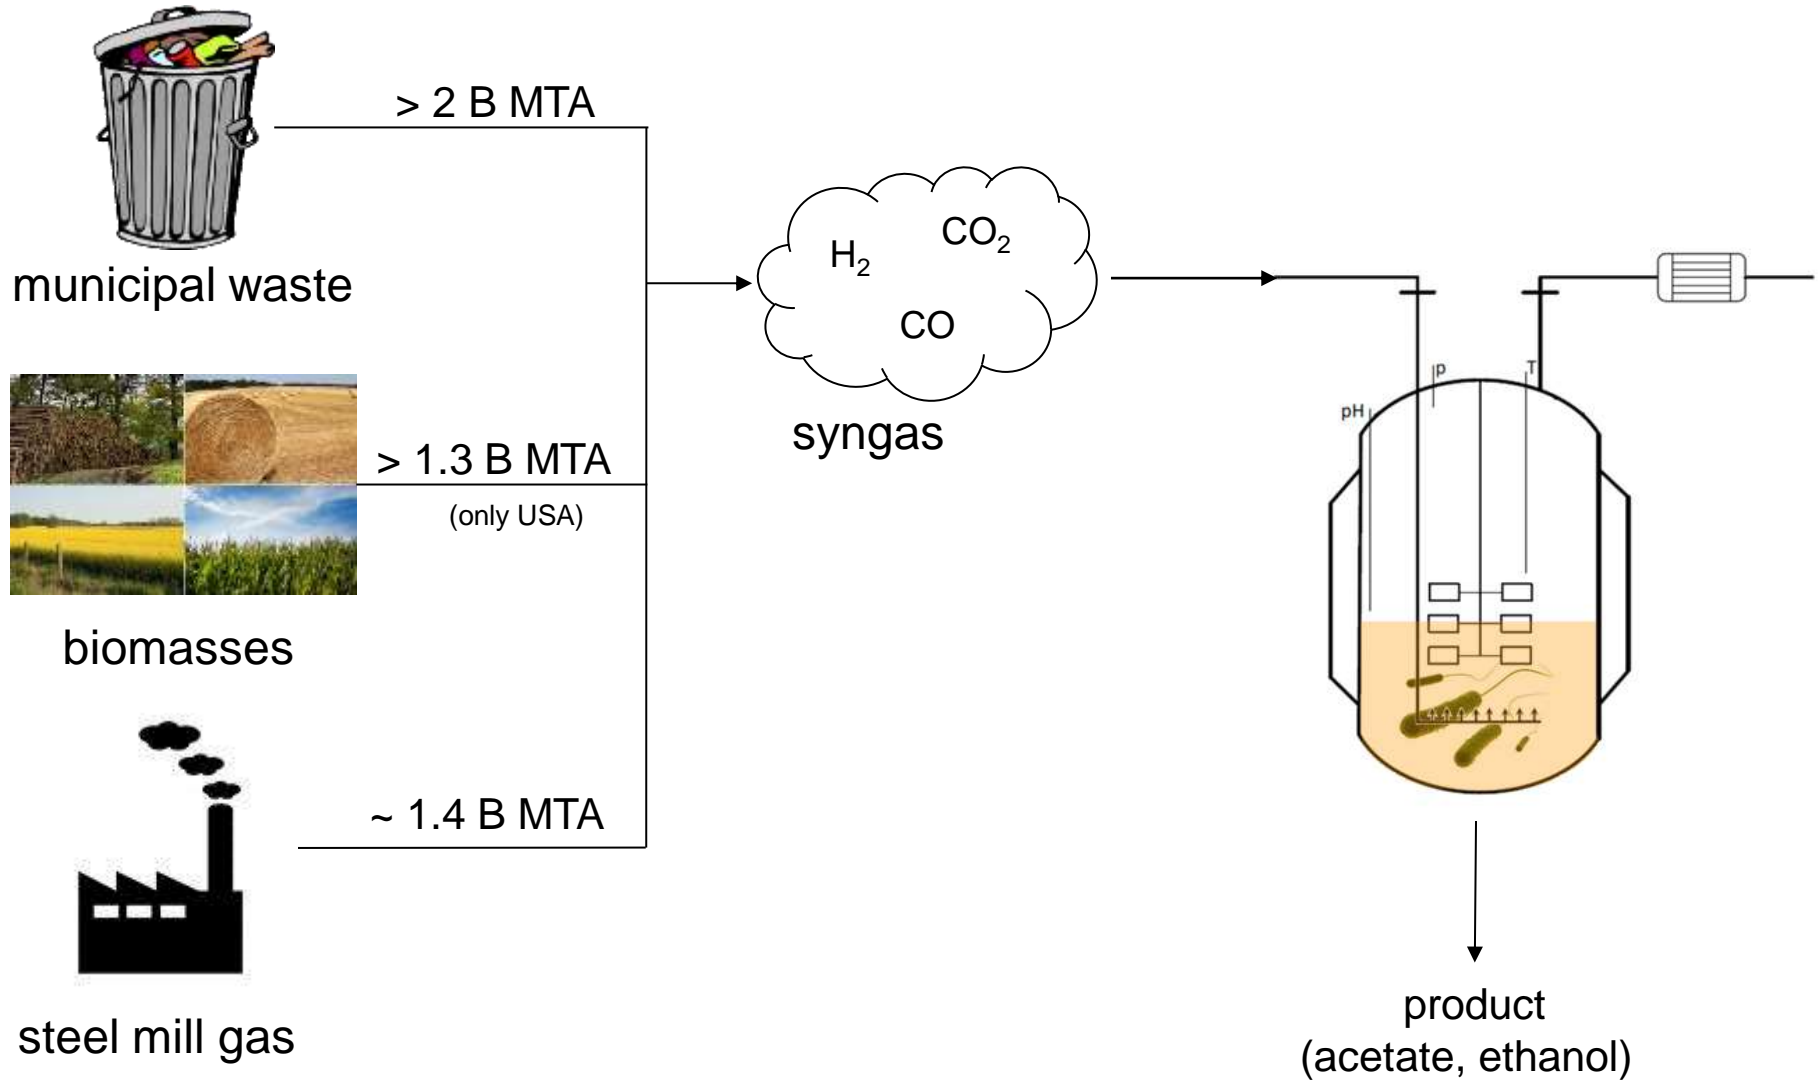 > 2 B MTA
municipal waste
> 1.3 B MTA
(only USA)
biomasses
~ 1.4 B MTA
steel mill gas
H₂
CO₂
CO
syngas
pH
p
T
product
(acetate, ethanol)